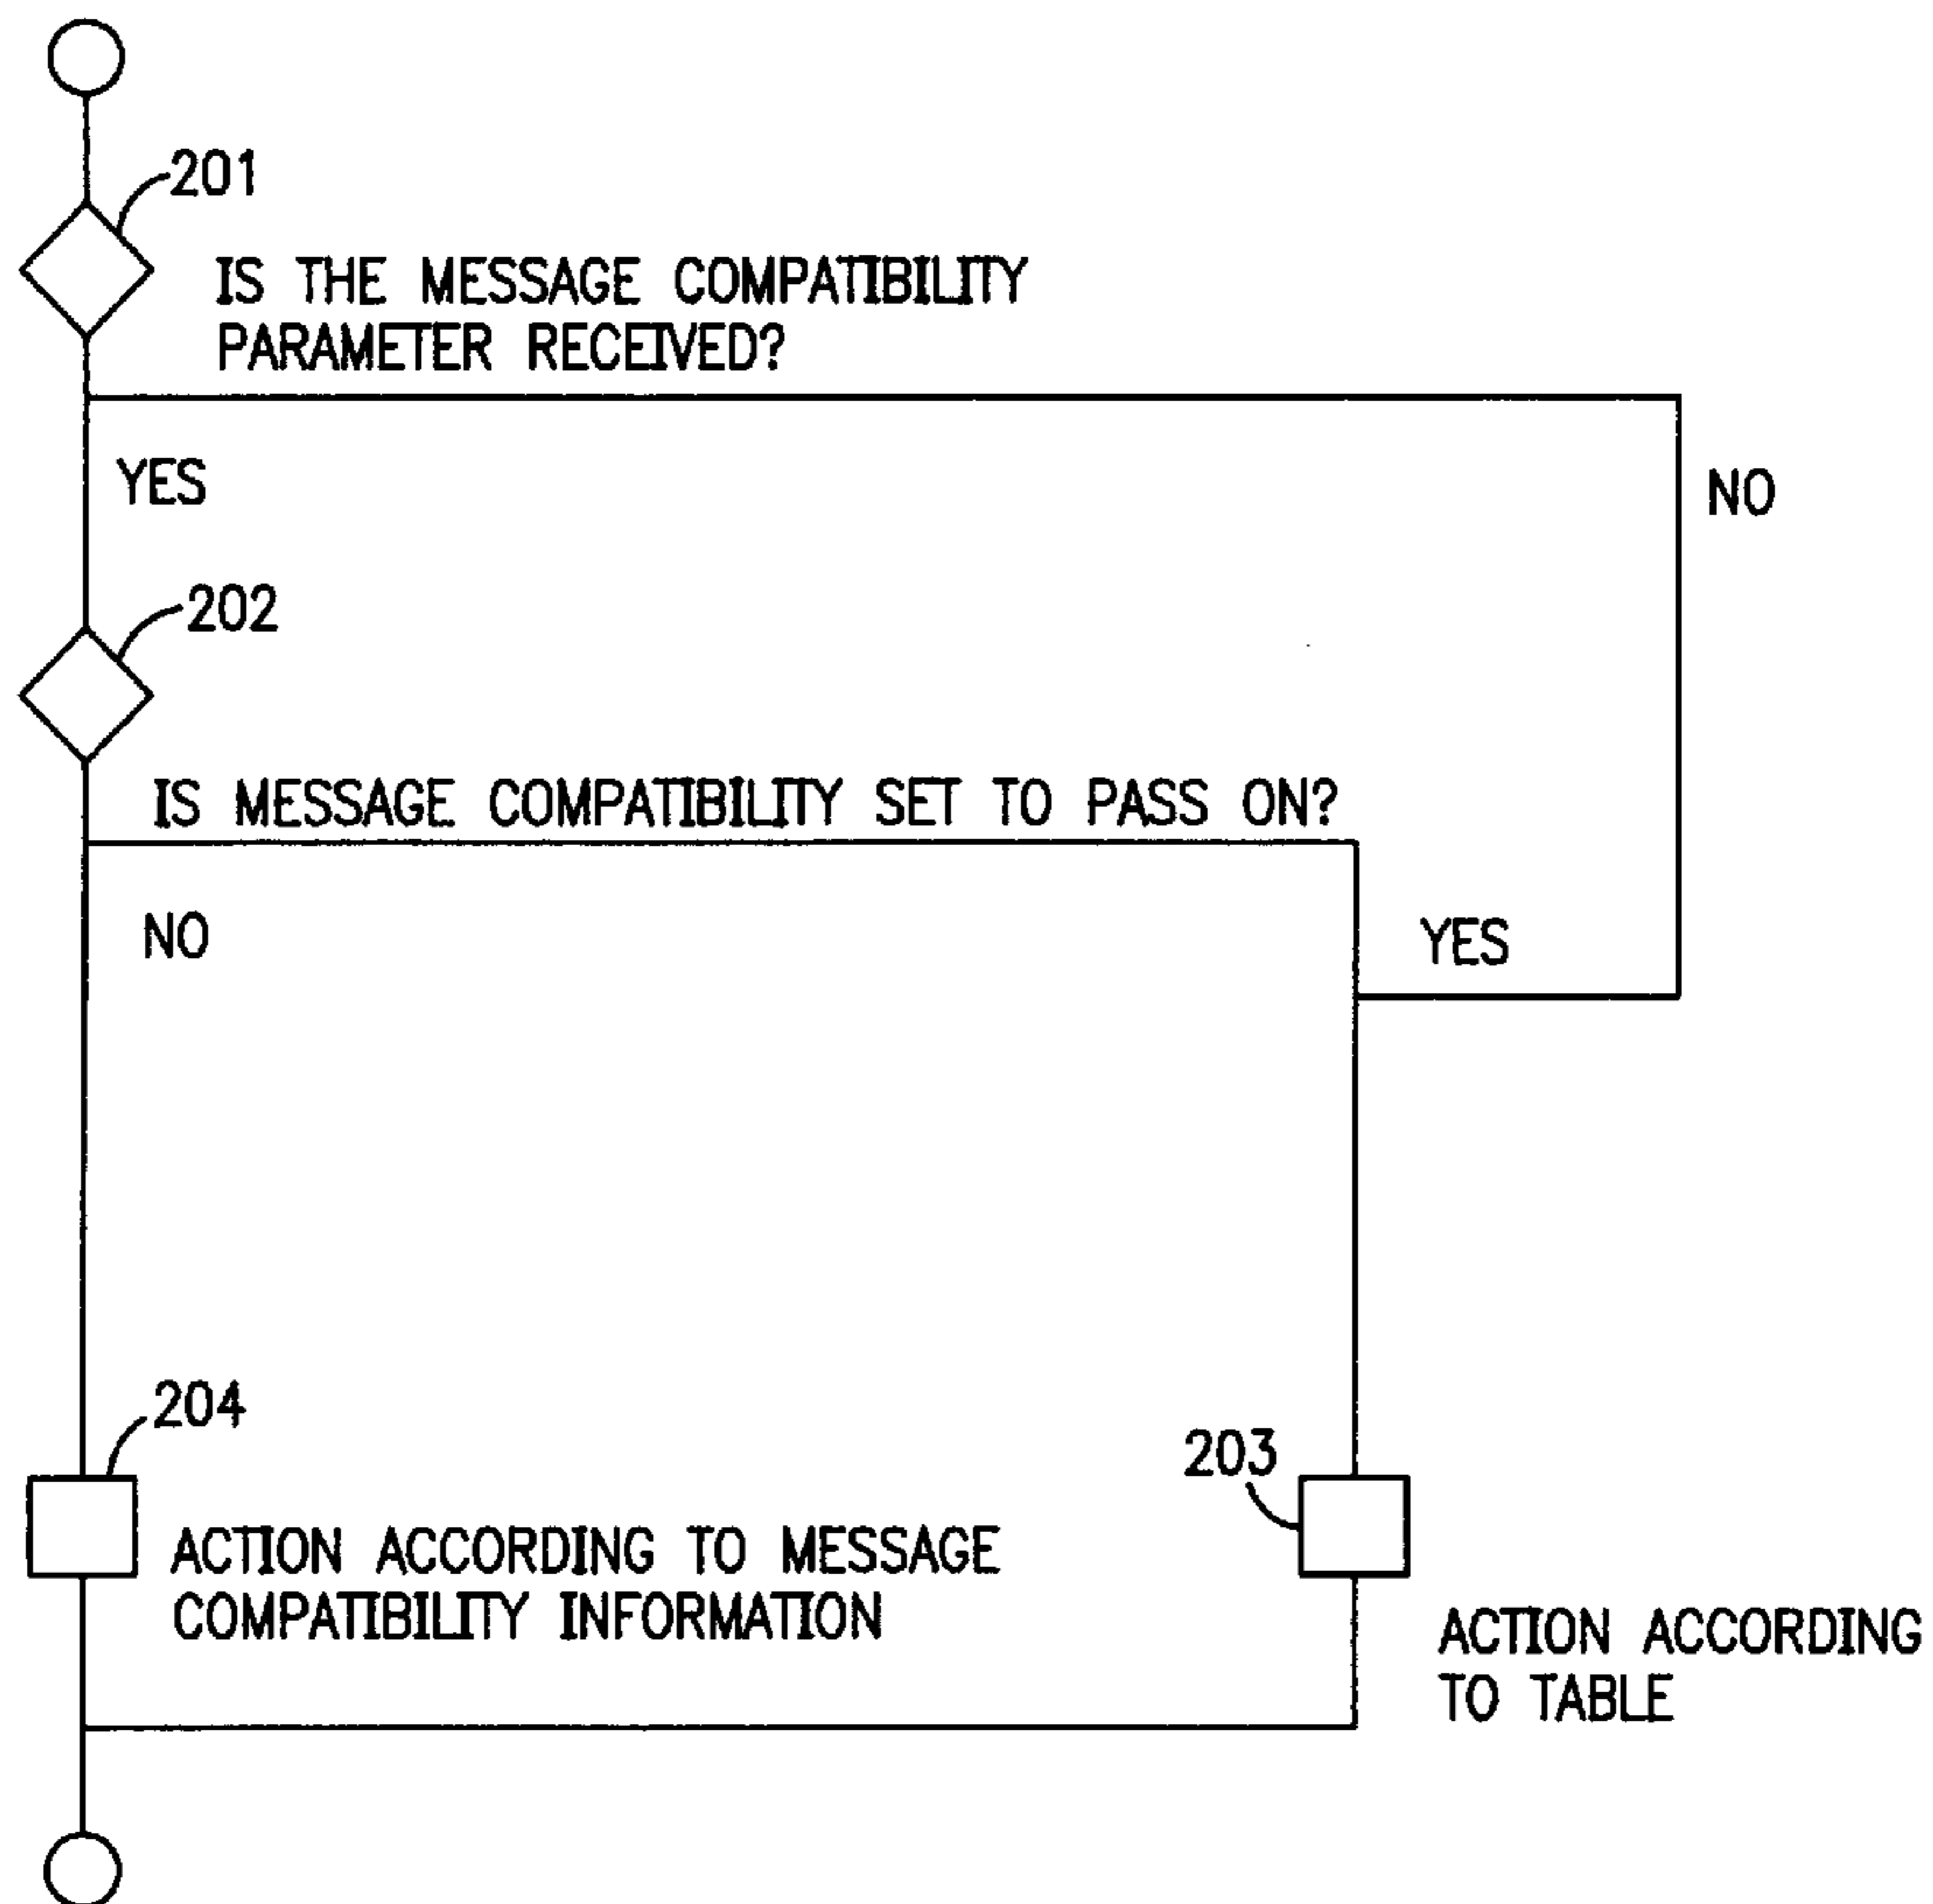 201
IS THE MESSAGE COMPATIBILITY
PARAMETER RECEIVED?
YES
NO
202
IS MESSAGE COMPATIBILITY SET TO PASS ON?
NO
YES
204
203
ACTION ACCORDING TO MESSAGE
COMPATIBILITY INFORMATION
ACTION ACCORDING
TO TABLE